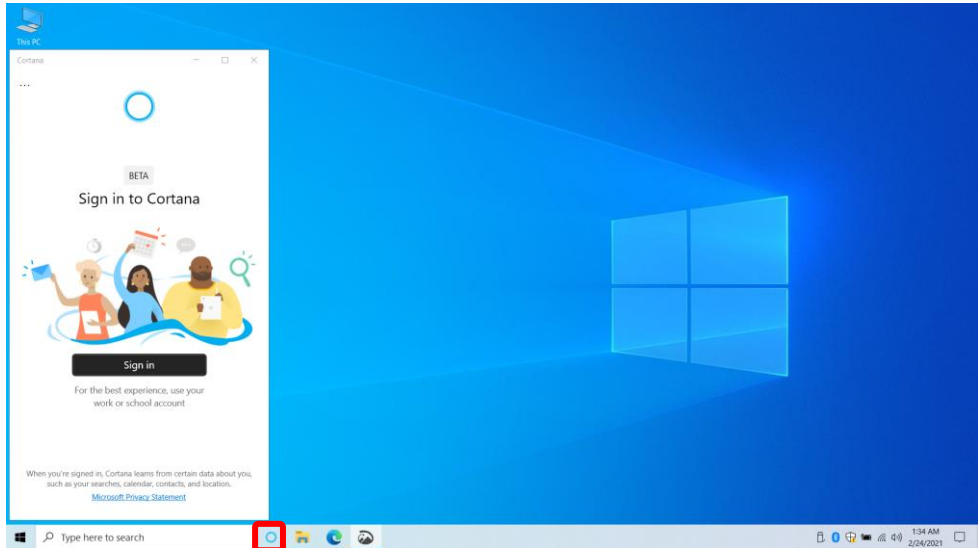 This PC
Cortana
...
BETA
Sign in to Cortana
Sign in
For the best experience, use your
work or school account
When you're signed in, Cortana learns from certain data about you,
such as your searches, calendar, contacts, and location.
Microsoft Privacy Statement
Type here to search
1:34 AM
2/24/2021